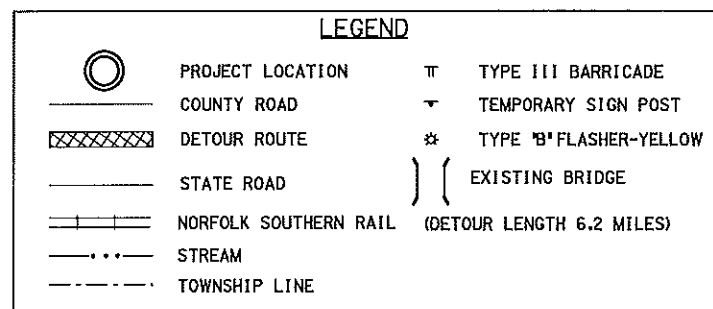 LEGEND
PROJECT LOCATION
COUNTY ROAD
DETOUR ROUTE
STATE ROAD
NORFOLK SOUTHERN RAIL
STREAM
TOWNSHIP LINE
TYPE III BARRICADE
TEMPORARY SIGN POST
TYPE "B" FLASHER-YELLOW
EXISTING BRIDGE
(DETOUR LENGTH 6.2 MILES)